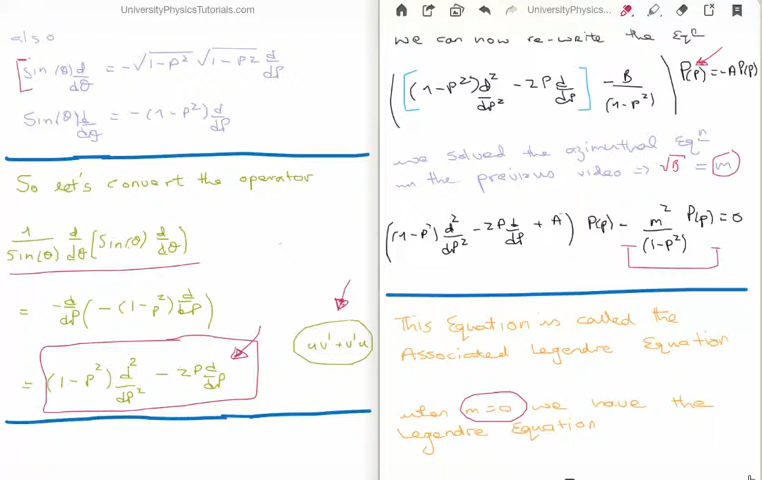 UniversityPhysicsTutorials.com
also
[Sin(θ) d/dθ = -√(1-p²) √(1-p²) d/dp
Sin(θ) d/dθ = -(1-p²) d/dp
So let's convert the operator
1/Sin(θ) d/dθ [Sin(θ) d/dθ]
= -d/dp (-(1-p²) d/dp)
uv'+v'u
= (1-p²) d²/dp² - 2p d/dp
UniversityPhysics...
we can now re-write the Eqⁿ
([(1-p²) d²/dp² - 2p d/dp] - B/(1-p²)) P(p) = -A P(p)
we solved the azimuthal Eqⁿ
in the previous video => √B = m
((1-p²) d²/dp² - 2p d/dp + A) P(p) - m²/(1-p²) P(p) = 0
This Equation is called the
Associated Legendre Equation
when m=0 we have the
Legendre Equation